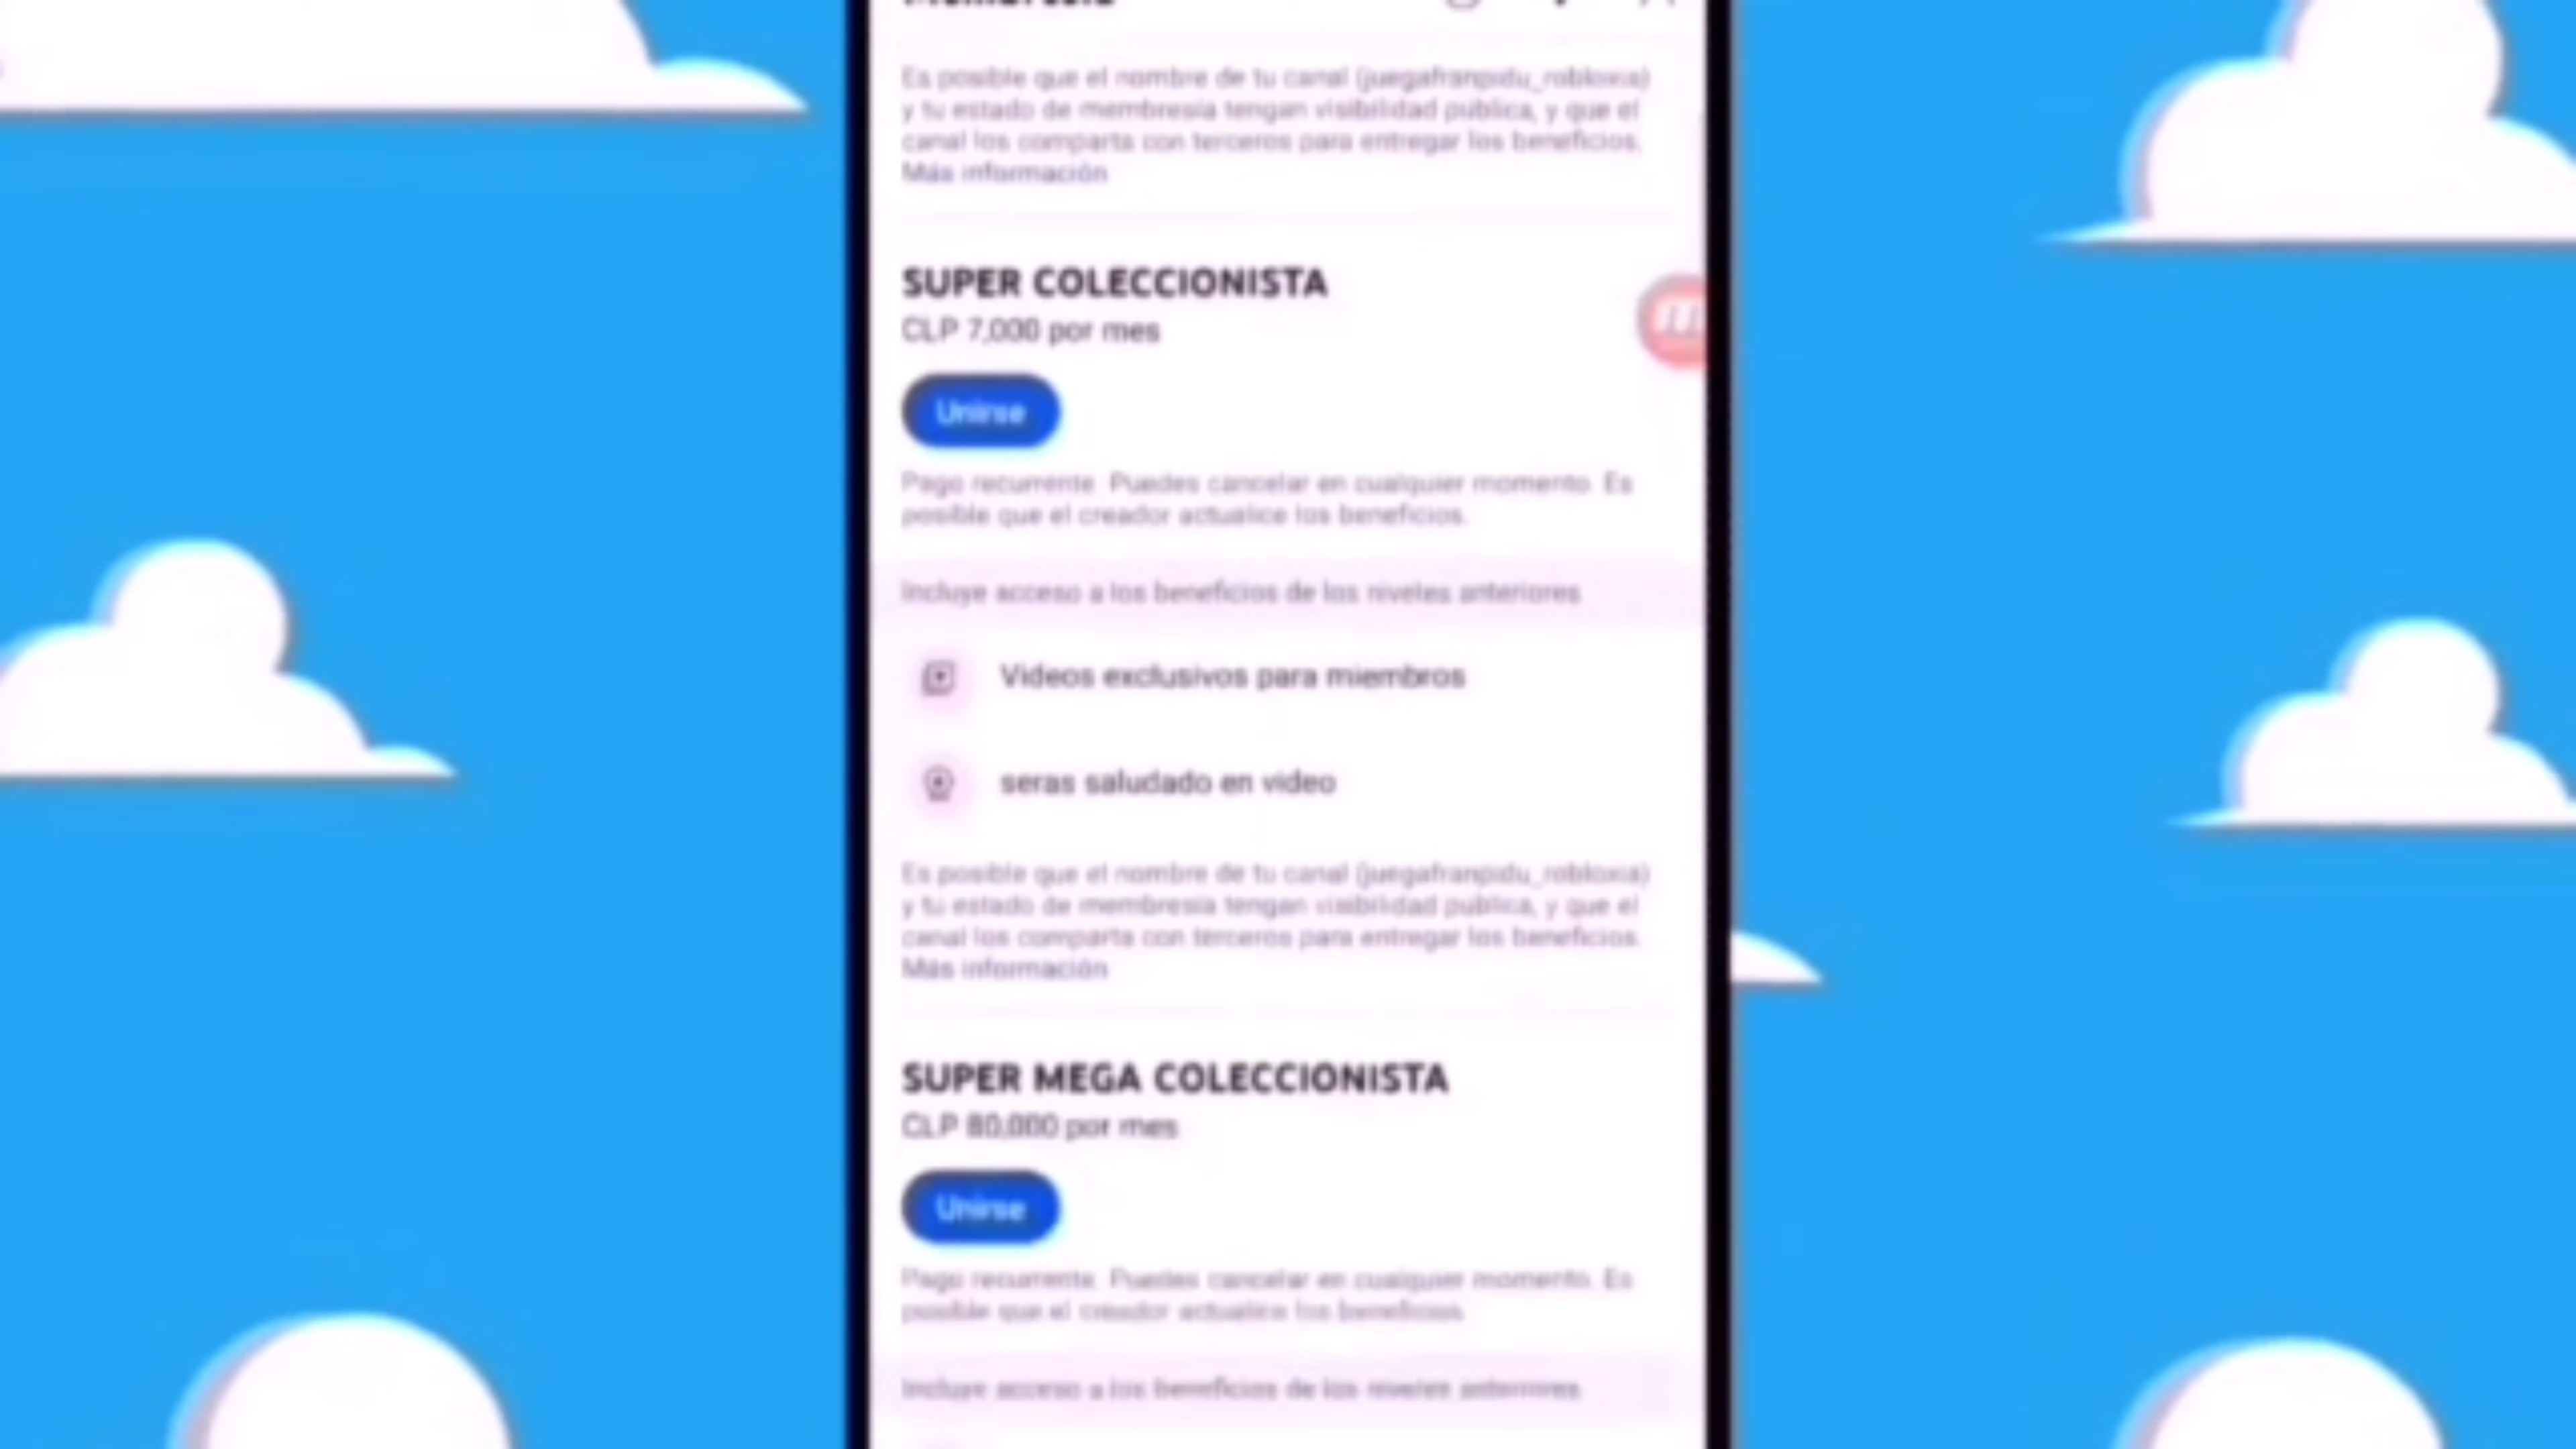 Es posible que el nombre de tu canal (juegafranpidu_robloxia)
y tu estado de membresía tengan visibilidad pública, y que el
canal los comparta con terceros para entregar los beneficios.
Más información
SUPER COLECCIONISTA
CLP 7,000 por mes
Unirse
Pago recurrente. Puedes cancelar en cualquier momento. Es
posible que el creador actualice los beneficios.
Incluye acceso a los beneficios de los niveles anteriores
Videos exclusivos para miembros
seras saludado en video
Es posible que el nombre de tu canal (juegafranpidu_robloxia)
y tu estado de membresía tengan visibilidad pública, y que el
canal los comparta con terceros para entregar los beneficios.
Más información
SUPER MEGA COLECCIONISTA
CLP 80,000 por mes
Unirse
Pago recurrente. Puedes cancelar en cualquier momento. Es
posible que el creador actualice los beneficios.
Incluye acceso a los beneficios de los niveles anteriores